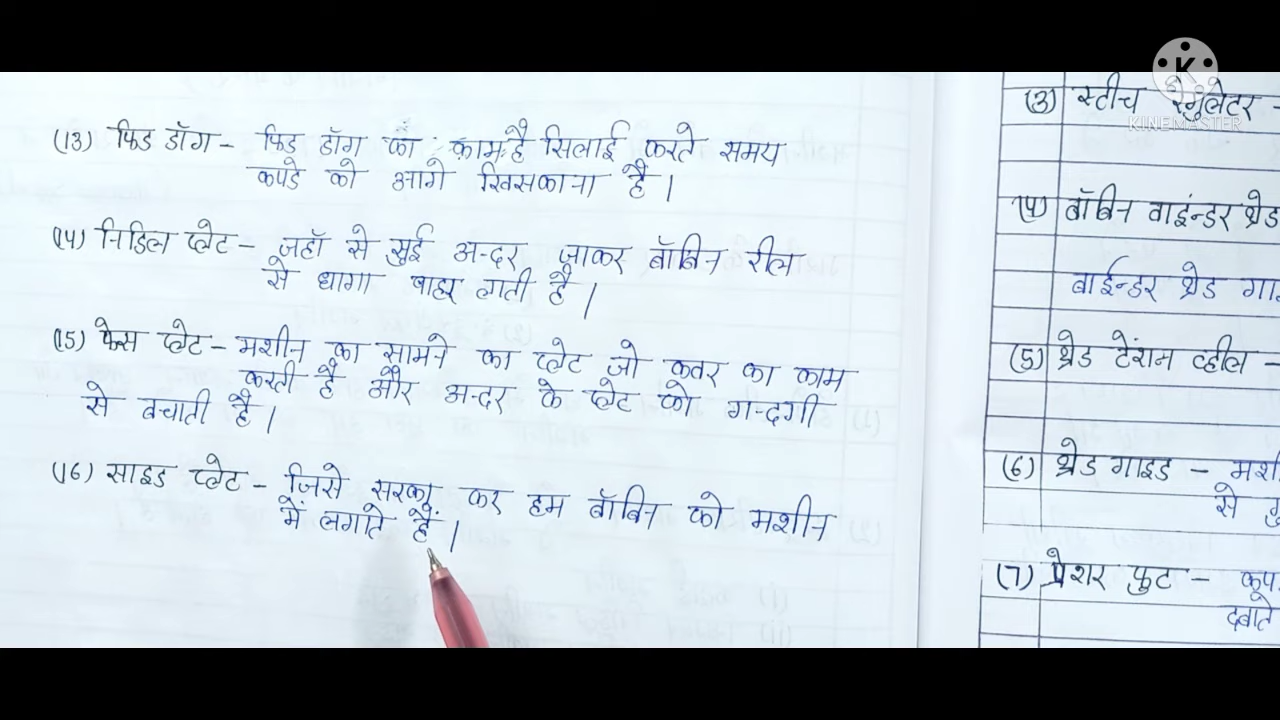 (13) फिड डॉग - फिड डॉग का काम है सिलाई करते समय
कपडे को आगे खिसकाना है।
(14) निडिल प्लेट - जहाँ से सुई अन्दर जाकर बॉबिन रील
से धागा बाहर लाती है।
(15) फेस प्लेट - मशीन का सामने का प्लेट जो कवर का काम
करती है और अन्दर के प्लेट को गन्दगी
से बचाती है।
(16) साइड प्लेट - जिसे सरका कर हम बॉबिन को मशीन
में लगाते है।
(3) स्टीच रेगुलेटर -
(4) बॉबिन वाइंन्डर थ्रेड
बाईन्डर थ्रेड गा
(5) थ्रेड टेंशन व्हील -
(6) थ्रेड गाइड - मशी
से गु
(7) प्रेशर फुट - कप
दबाते
K
KINEMASTER